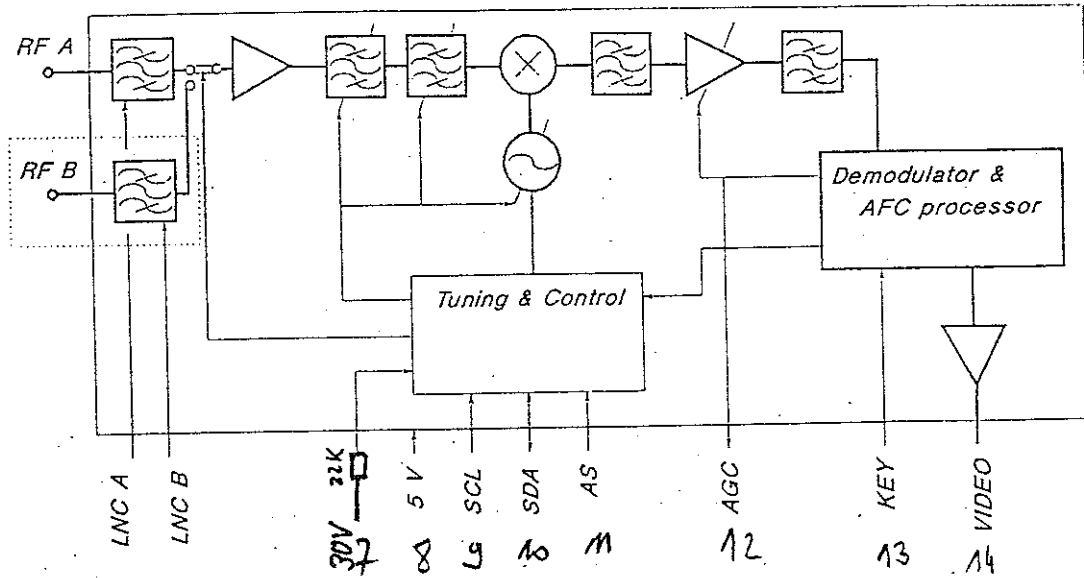 RF A
RF B
Demodulator &
AFC processor
Tuning & Control
LNC A
LNC B
30V
22K
5 V
SCL
SDA
AS
AGC
KEY
VIDEO
7
8
9
10
11
12
13
14